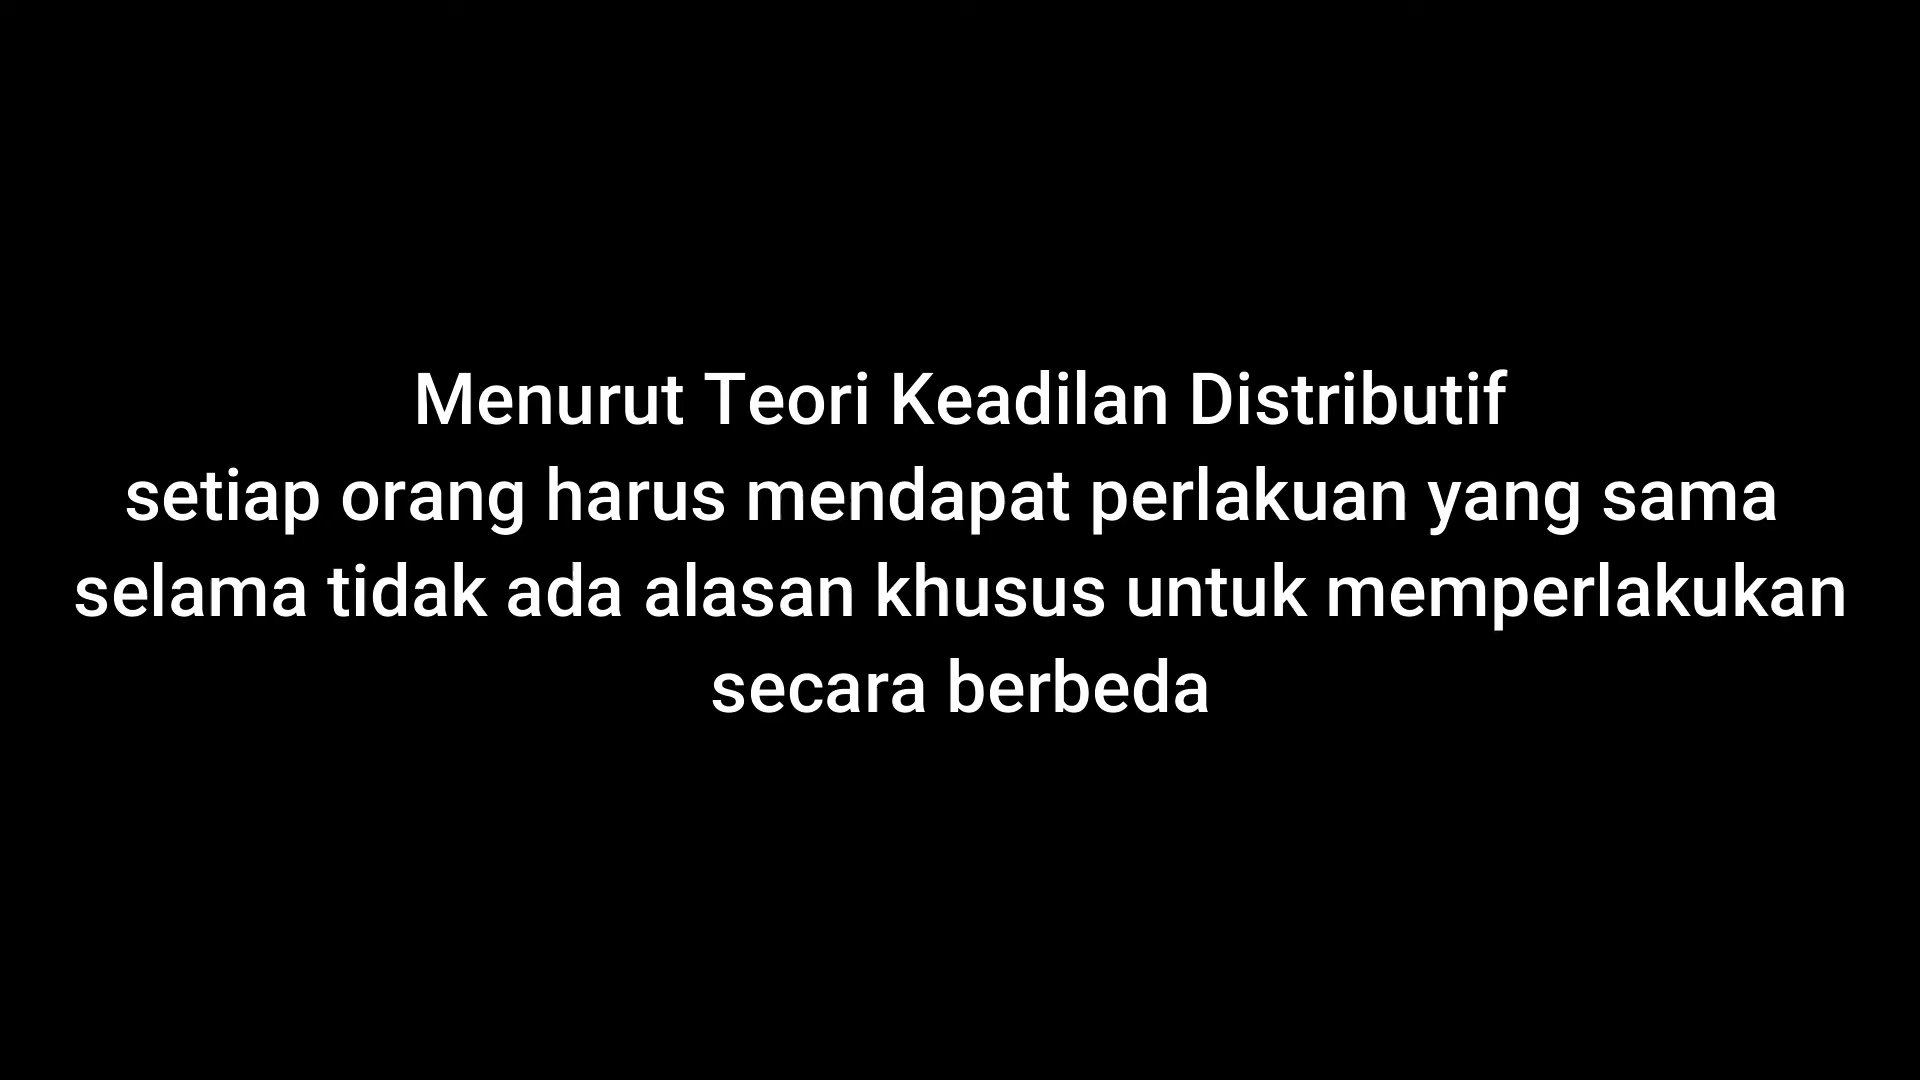 Menurut Teori Keadilan Distributif
setiap orang harus mendapat perlakuan yang sama
selama tidak ada alasan khusus untuk memperlakukan
secara berbeda